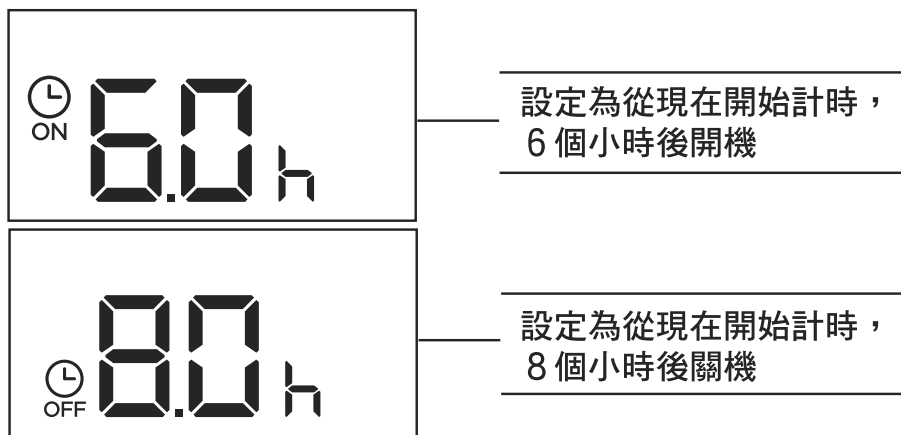 ON
6.0 h
設定為從現在開始計時，
6 個小時後開機
OFF
8.0 h
設定為從現在開始計時，
8 個小時後關機